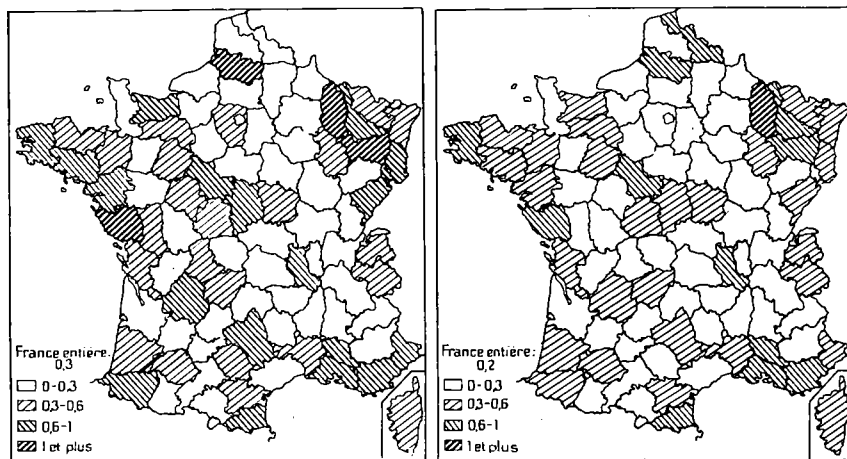 France entière:
0,3
0-0,3
0,3-0,6
0,6-1
1 et plus
France entière:
0,2
0-0,3
0,3-0,6
0,6-1
1 et plus